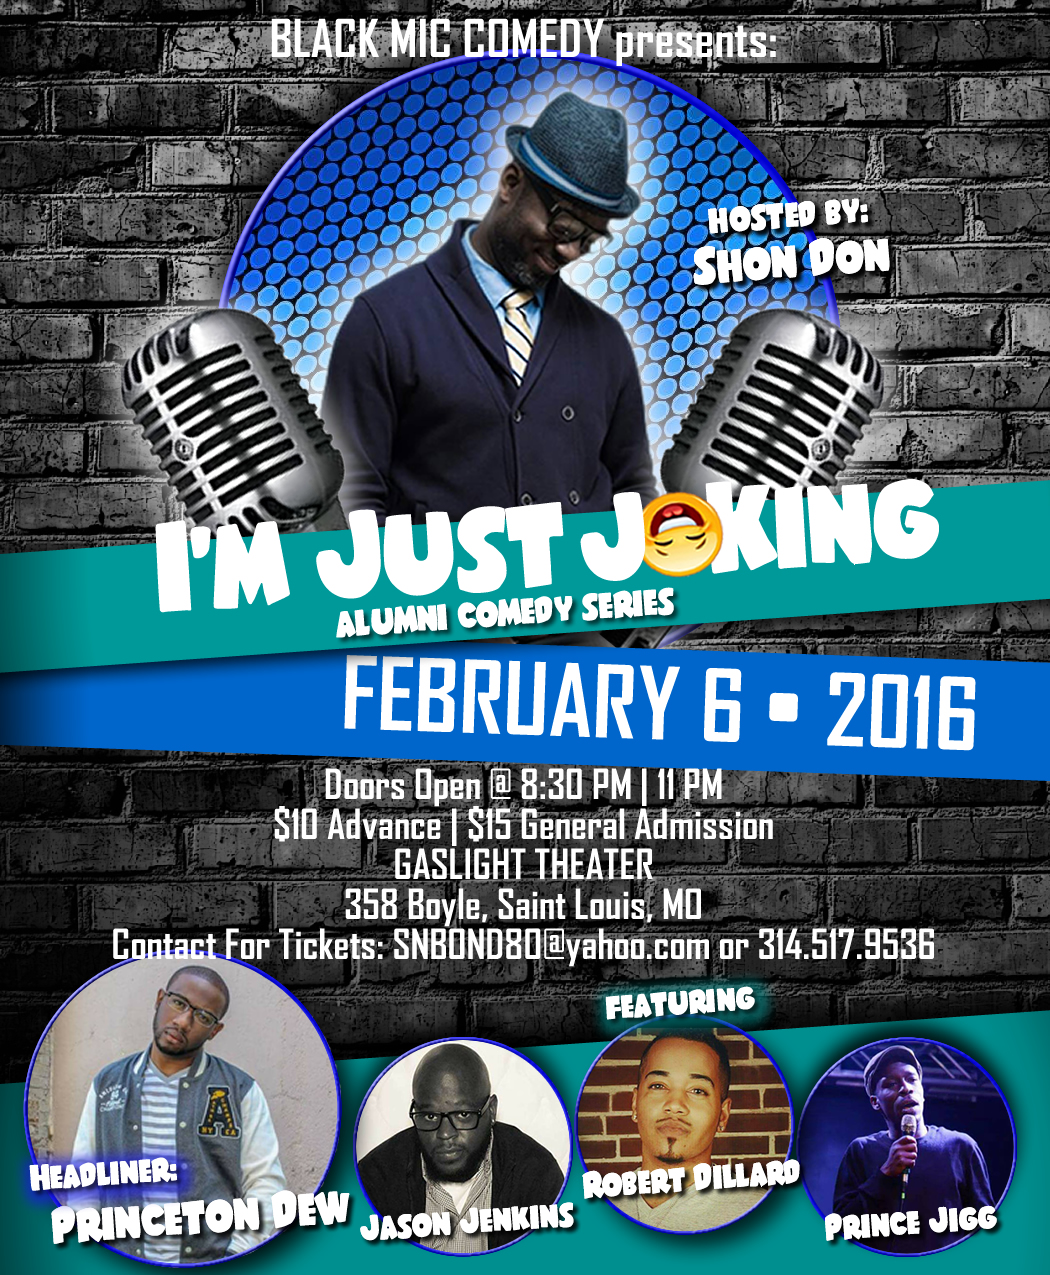 BLACK MIC COMEDY presents:
HOSTED BY:
SHON DON
I'M JUST JOKING
ALUMNI COMEDY SERIES
FEBRUARY 6 • 2016
Doors Open @ 8:30 PM | 11 PM
$10 Advance | $15 General Admission
GASLIGHT THEATER
358 Boyle, Saint Louis, MO
Contact For Tickets: SNBOND80@yahoo.com or 314.517.9536
FEATURING
HEADLINER:
PRINCETON DEW
JASON JENKINS
ROBERT DILLARD
PRINCE JIGG
A